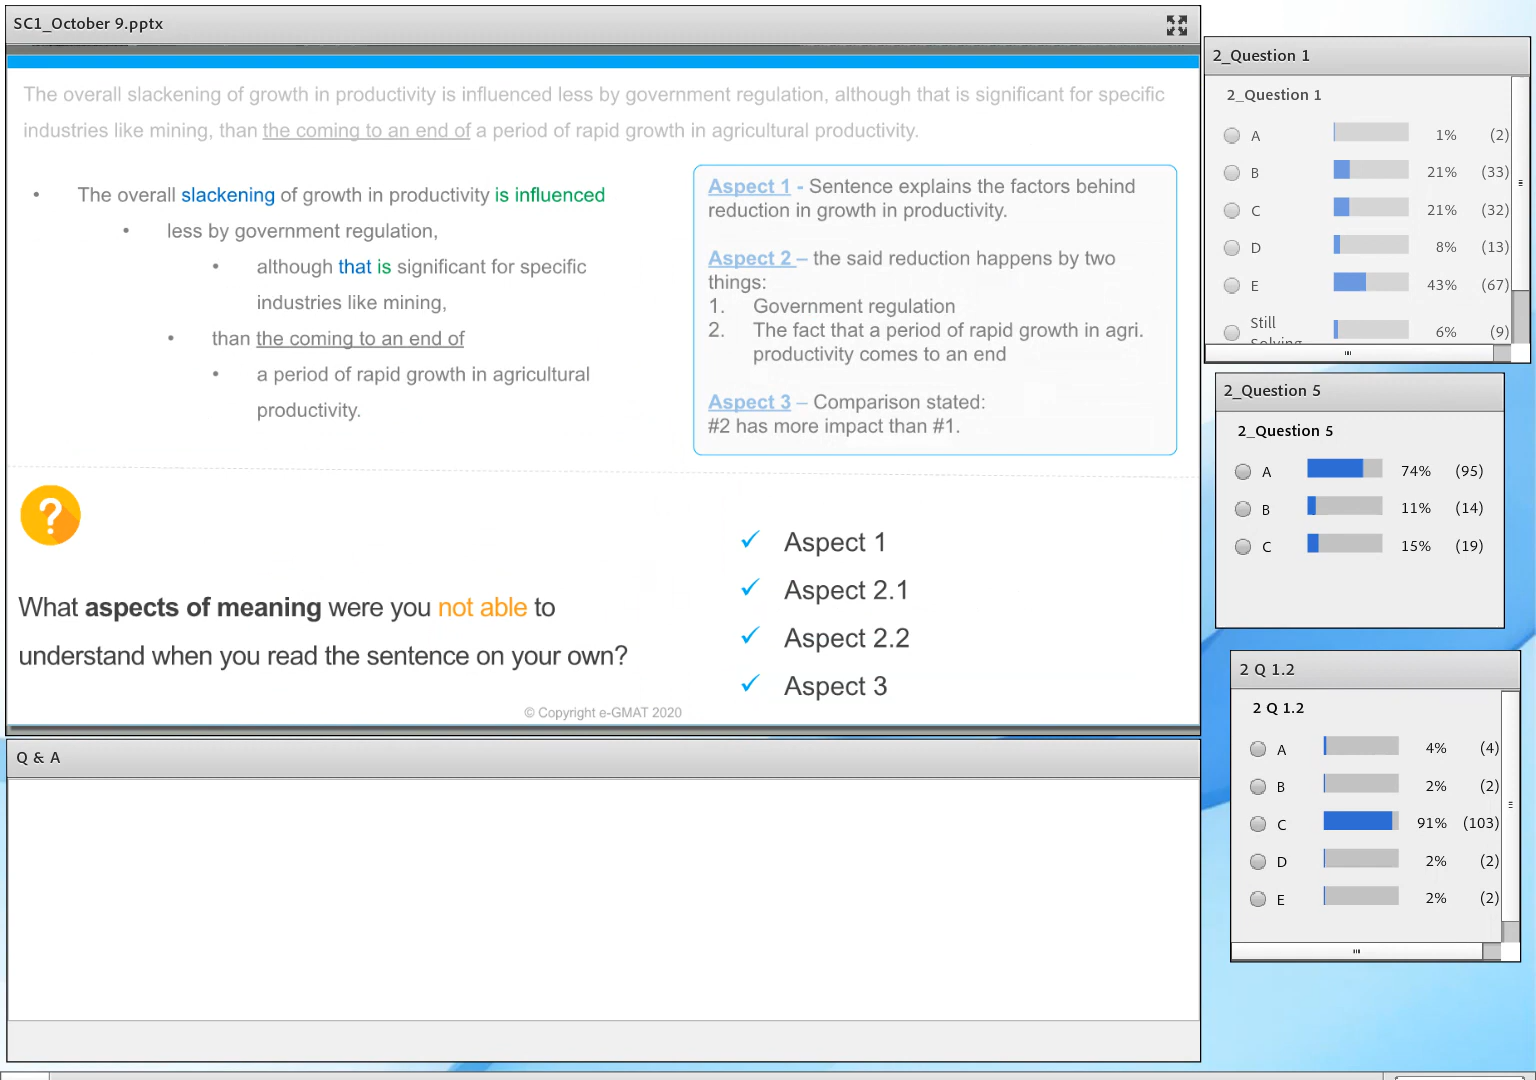 SC1_October 9.pptx
The overall slackening of growth in productivity is influenced less by government regulation, although that is significant for specific
industries like mining, than the coming to an end of a period of rapid growth in agricultural productivity.
• The overall slackening of growth in productivity is influenced
• less by government regulation,
• although that is significant for specific
industries like mining,
• than the coming to an end of
• a period of rapid growth in agricultural
productivity.
Aspect 1 - Sentence explains the factors behind
reduction in growth in productivity.
Aspect 2 – the said reduction happens by two
things:
1. Government regulation
2. The fact that a period of rapid growth in agri.
productivity comes to an end
Aspect 3 – Comparison stated:
#2 has more impact than #1.
?
What aspects of meaning were you not able to
understand when you read the sentence on your own?
✓ Aspect 1
✓ Aspect 2.1
✓ Aspect 2.2
✓ Aspect 3
© Copyright e-GMAT 2020
Q & A
2_Question 1
2_Question 1
A 1% (2)
B 21% (33)
C 21% (32)
D 8% (13)
E 43% (67)
Still
Solving 6% (9)
2_Question 5
2_Question 5
A 74% (95)
B 11% (14)
C 15% (19)
2 Q 1.2
2 Q 1.2
A 4% (4)
B 2% (2)
C 91% (103)
D 2% (2)
E 2% (2)